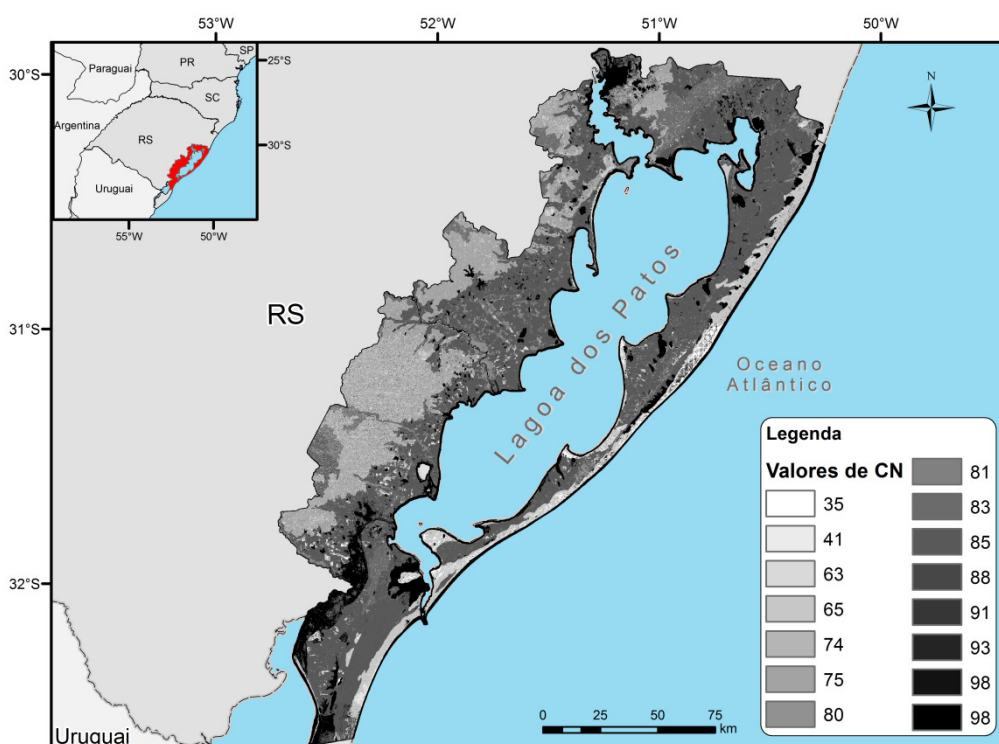 53°W
52°W
51°W
50°W
30°S
31°S
32°S
Paraguai
PR
SP
SC
Argentina
RS
Uruguai
25°S
30°S
55°W
50°W
N
RS
Lagoa dos Patos
Oceano
Atlântico
Uruguai
0 25 50 75
km
Legenda
Valores de CN
35
41
63
65
74
75
80
81
83
85
88
91
93
98
98